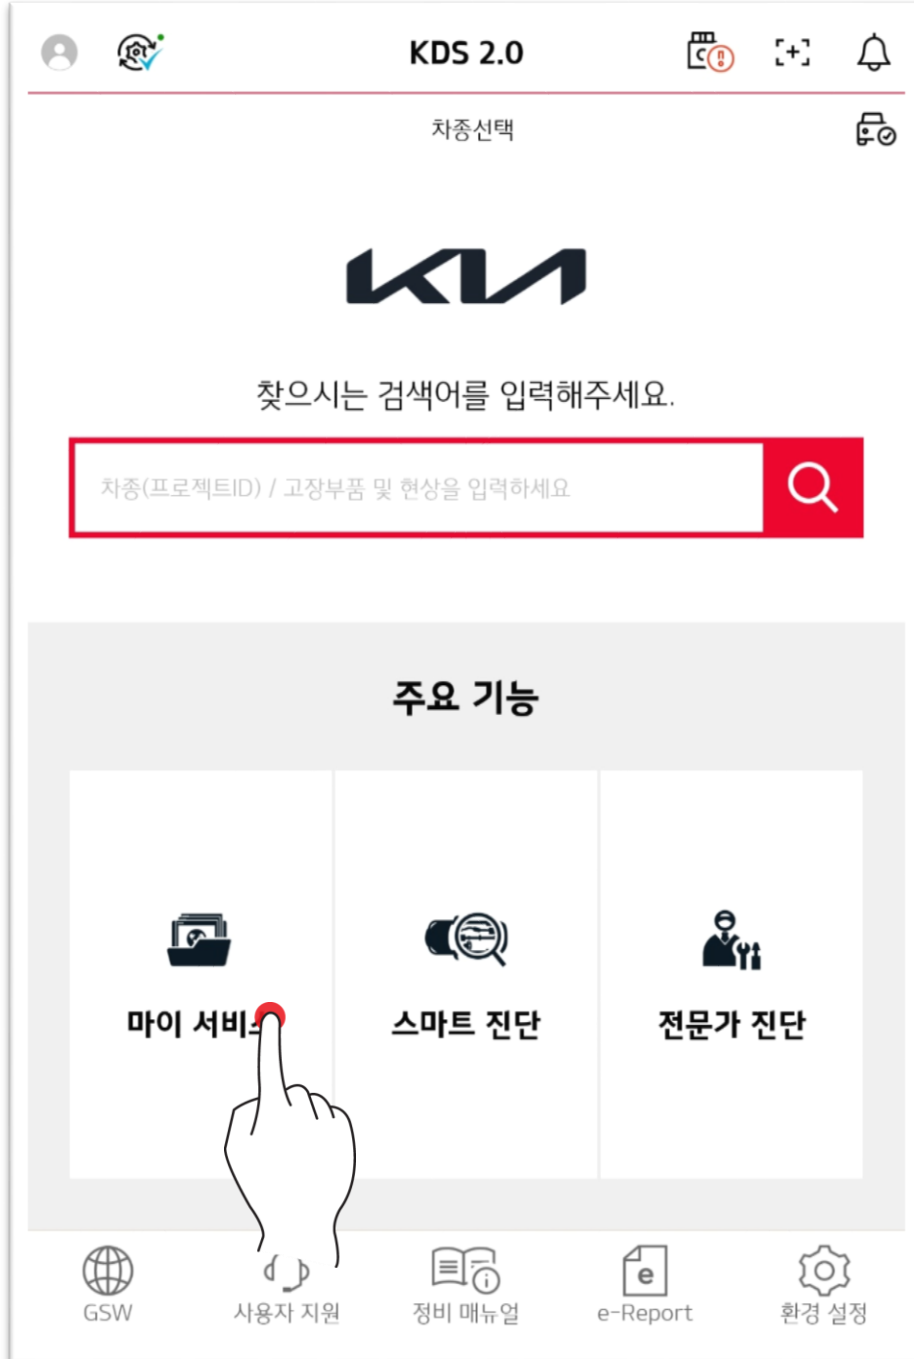 KDS 2.0
차종선택
KIA
찾으시는 검색어를 입력해주세요.
차종(프로젝트ID) / 고장부품 및 현상을 입력하세요
주요 기능
마이 서비스
스마트 진단
전문가 진단
GSW
사용자 지원
정비 매뉴얼
e-Report
환경 설정